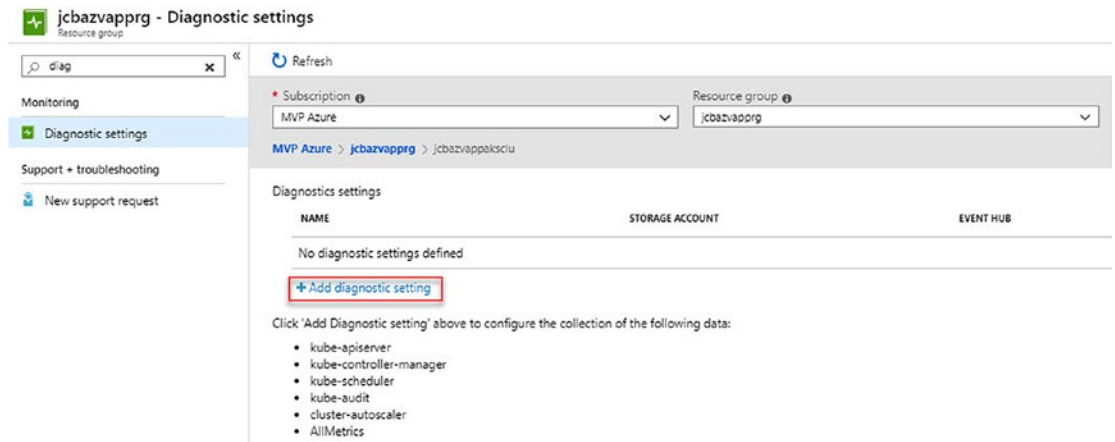 jcbazvapprg - Diagnostic settings
Resource group
diag
Refresh
Monitoring
Diagnostic settings
Support + troubleshooting
New support request
* Subscription
Resource group
MVP Azure
jcbazvapprg
MVP Azure > jcbazvapprg > jcbazvappaksclu
Diagnostics settings
NAME STORAGE ACCOUNT EVENT HUB
No diagnostic settings defined
+ Add diagnostic setting
Click 'Add Diagnostic setting' above to configure the collection of the following data:
• kube-apiserver
• kube-controller-manager
• kube-scheduler
• kube-audit
• cluster-autoscaler
• AllMetrics